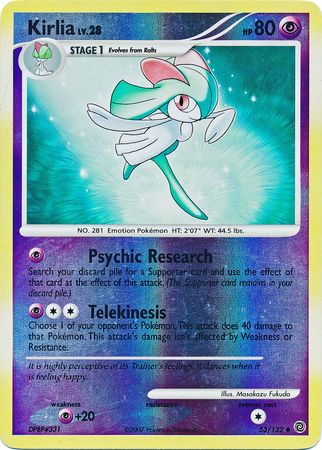 Kirlia LV.28
HP 80
STAGE 1 Evolves from Ralts
NO. 281 Emotion Pokémon HT: 2'07" WT: 44.5 lbs.
Psychic Research
Search your discard pile for a Supporter card and use the effect
of that card as the effect of this attack. (The Supporter card remains in your
discard pile.)
Telekinesis
Choose 1 of your opponent's Pokémon. This attack does 40 damage to
that Pokémon. This attack's damage isn't affected by Weakness or
Resistance.
It is highly perceptive of its Trainer's feelings. It dances when it
is feeling happy.
Illus. Masakazu Fukuda
weakness resistance retreat cost
+20
DPBP#331 ©2007 Pokémon/Nintendo 53/132